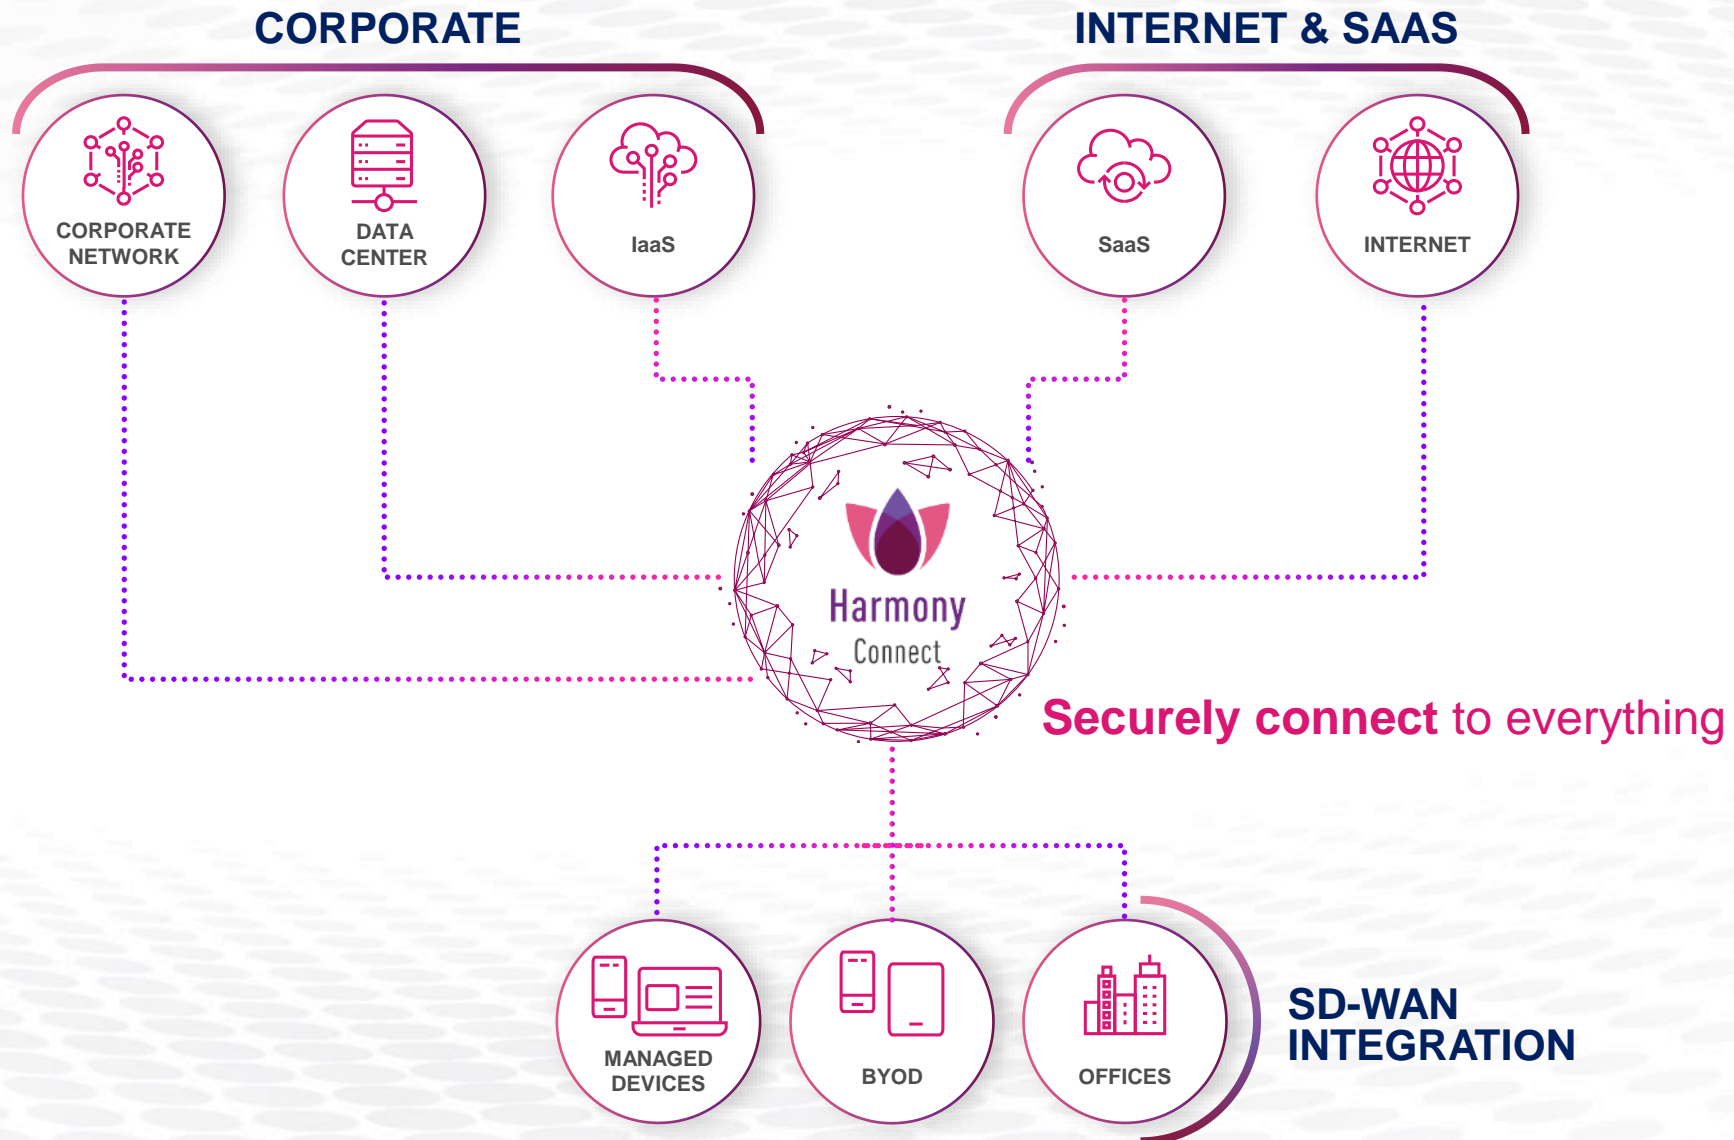 CORPORATE
INTERNET & SAAS
CORPORATE
NETWORK
DATA
CENTER
IaaS
SaaS
INTERNET
Harmony
Connect
Securely connect to everything
MANAGED
DEVICES
BYOD
OFFICES
SD-WAN
INTEGRATION